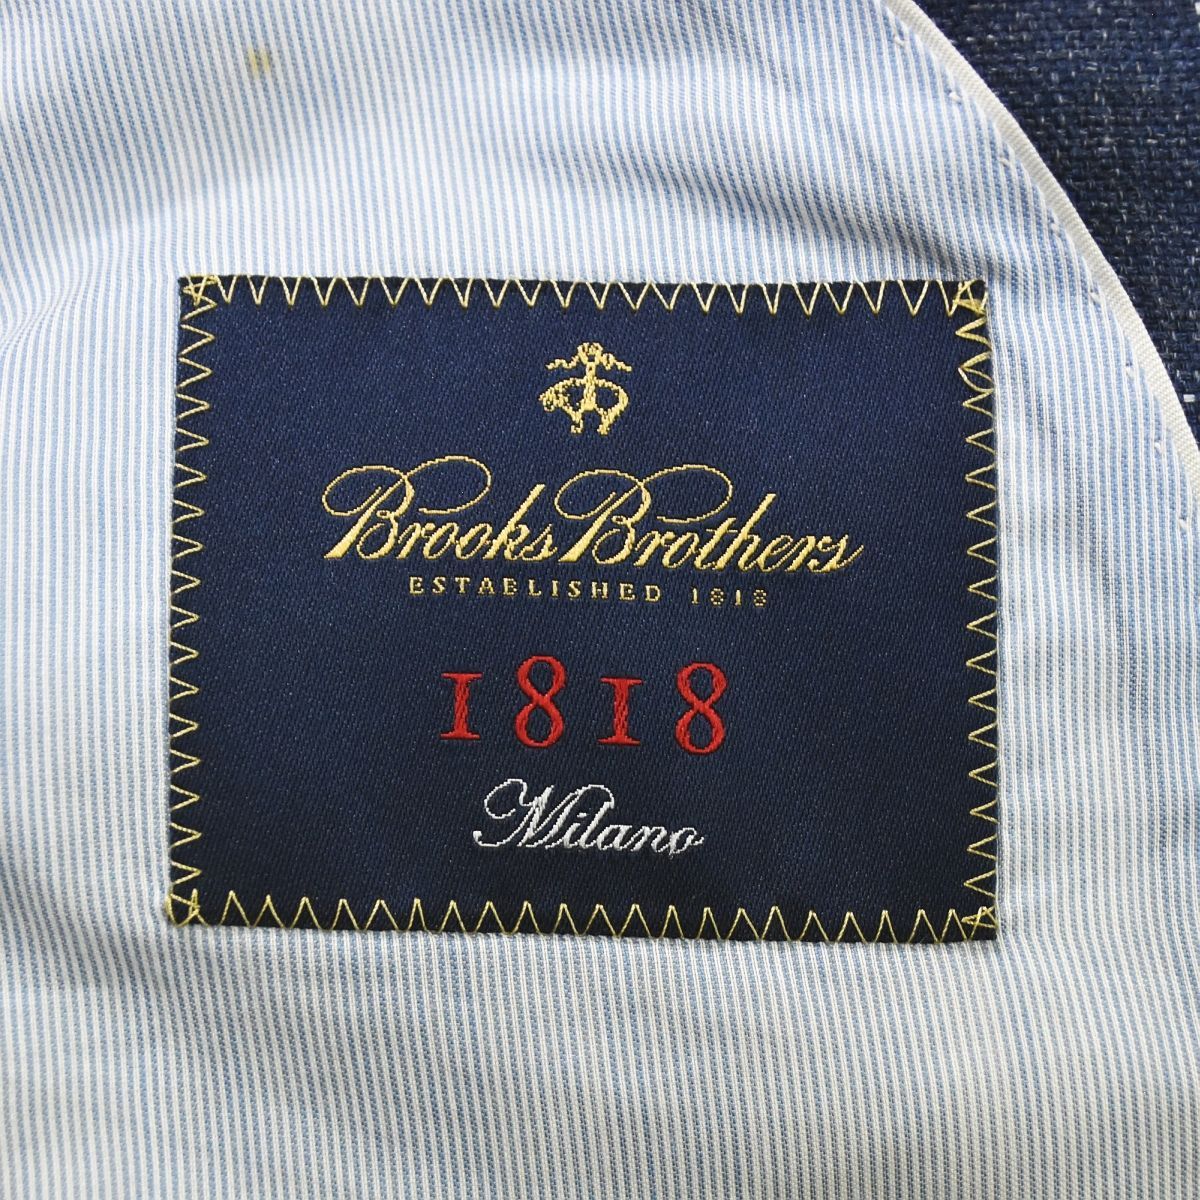 Brooks Brothers
ESTABLISHED 1818
1818
Milano